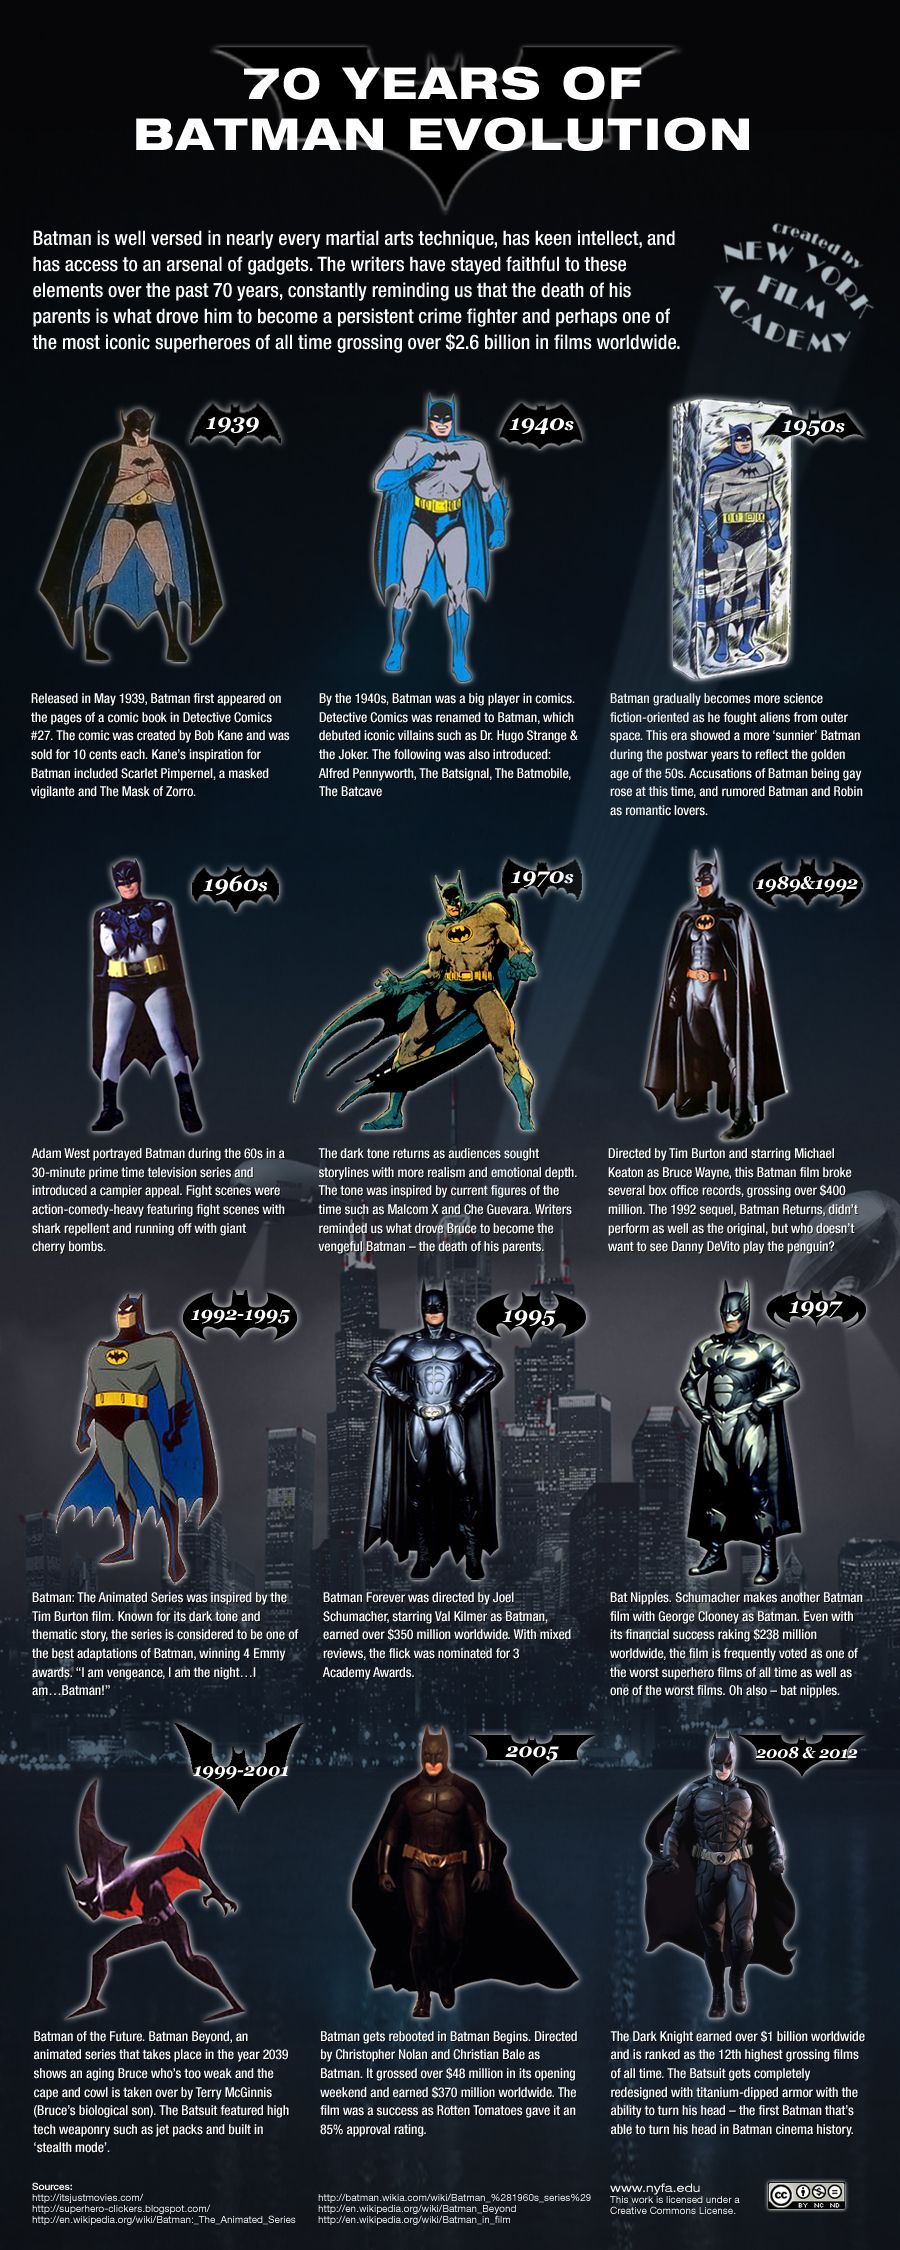 70 YEARS OF
BATMAN EVOLUTION
Batman is well versed in nearly every martial arts technique, has keen intellect, and
has access to an arsenal of gadgets. The writers have stayed faithful to these
elements over the past 70 years, constantly reminding us that the death of his
parents is what drove him to become a persistent crime fighter and perhaps one of
the most iconic superheroes of all time grossing over $2.6 billion in films worldwide.
created by
NEW YORK
FILM
ACADEMY
1939
Released in May 1939, Batman first appeared on
the pages of a comic book in Detective Comics
#27. The comic was created by Bob Kane and was
sold for 10 cents each. Kane's inspiration for
Batman included Scarlet Pimpernel, a masked
vigilante and The Mask of Zorro.
1940s
By the 1940s, Batman was a big player in comics.
Detective Comics was renamed to Batman, which
debuted iconic villains such as Dr. Hugo Strange &
the Joker. The following was also introduced:
Alfred Pennyworth, The Batsignal, The Batmobile,
The Batcave
1950s
Batman gradually becomes more science
fiction-oriented as he fought aliens from outer
space. This era showed a more 'sunnier' Batman
during the postwar years to reflect the golden
age of the 50s. Accusations of Batman being gay
rose at this time, and rumored Batman and Robin
as romantic lovers.
1960s
Adam West portrayed Batman during the 60s in a
30-minute prime time television series and
introduced a campier appeal. Fight scenes were
action-comedy-heavy featuring fight scenes with
shark repellent and running off with giant
cherry bombs.
1970s
The dark tone returns as audiences sought
storylines with more realism and emotional depth.
The tone was inspired by current figures of the
time such as Malcom X and Che Guevara. Writers
reminded us what drove Bruce to become the
vengeful Batman – the death of his parents.
1989&1992
Directed by Tim Burton and starring Michael
Keaton as Bruce Wayne, this Batman film broke
several box office records, grossing over $400
million. The 1992 sequel, Batman Returns, didn't
perform as well as the original, but who doesn't
want to see Danny DeVito play the penguin?
1992-1995
Batman: The Animated Series was inspired by the
Tim Burton film. Known for its dark tone and
thematic story, the series is considered to be one of
the best adaptations of Batman, winning 4 Emmy
awards. "I am vengeance, I am the night…I
am…Batman!"
1995
Batman Forever was directed by Joel
Schumacher, starring Val Kilmer as Batman,
earned over $350 million worldwide. With mixed
reviews, the flick was nominated for 3
Academy Awards.
1997
Bat Nipples. Schumacher makes another Batman
film with George Clooney as Batman. Even with
its financial success raking $238 million
worldwide, the film is frequently voted as one of
the worst superhero films of all time as well as
one of the worst films. Oh also – bat nipples.
1999-2001
Batman of the Future. Batman Beyond, an
animated series that takes place in the year 2039
shows an aging Bruce who's too weak and the
cape and cowl is taken over by Terry McGinnis
(Bruce's biological son). The Batsuit featured high
tech weaponry such as jet packs and built in
'stealth mode'.
2005
Batman gets rebooted in Batman Begins. Directed
by Christopher Nolan and Christian Bale as
Batman. It grossed over $48 million in its opening
weekend and earned $370 million worldwide. The
film was a success as Rotten Tomatoes gave it an
85% approval rating.
2008 & 2012
The Dark Knight earned over $1 billion worldwide
and is ranked as the 12th highest grossing films
of all time. The Batsuit gets completely
redesigned with titanium-dipped armor with the
ability to turn his head – the first Batman that's
able to turn his head in Batman cinema history.
Sources:
http://itsjustmovies.com/
http://superhero-clickers.blogspot.com/
http://en.wikipedia.org/wiki/Batman:_The_Animated_Series
http://batman.wikia.com/wiki/Batman_%281960s_series%29
http://en.wikipedia.org/wiki/Batman_Beyond
http://en.wikipedia.org/wiki/Batman_in_film
www.nyfa.edu
This work is licensed under a
Creative Commons License.
cc
BY NC ND